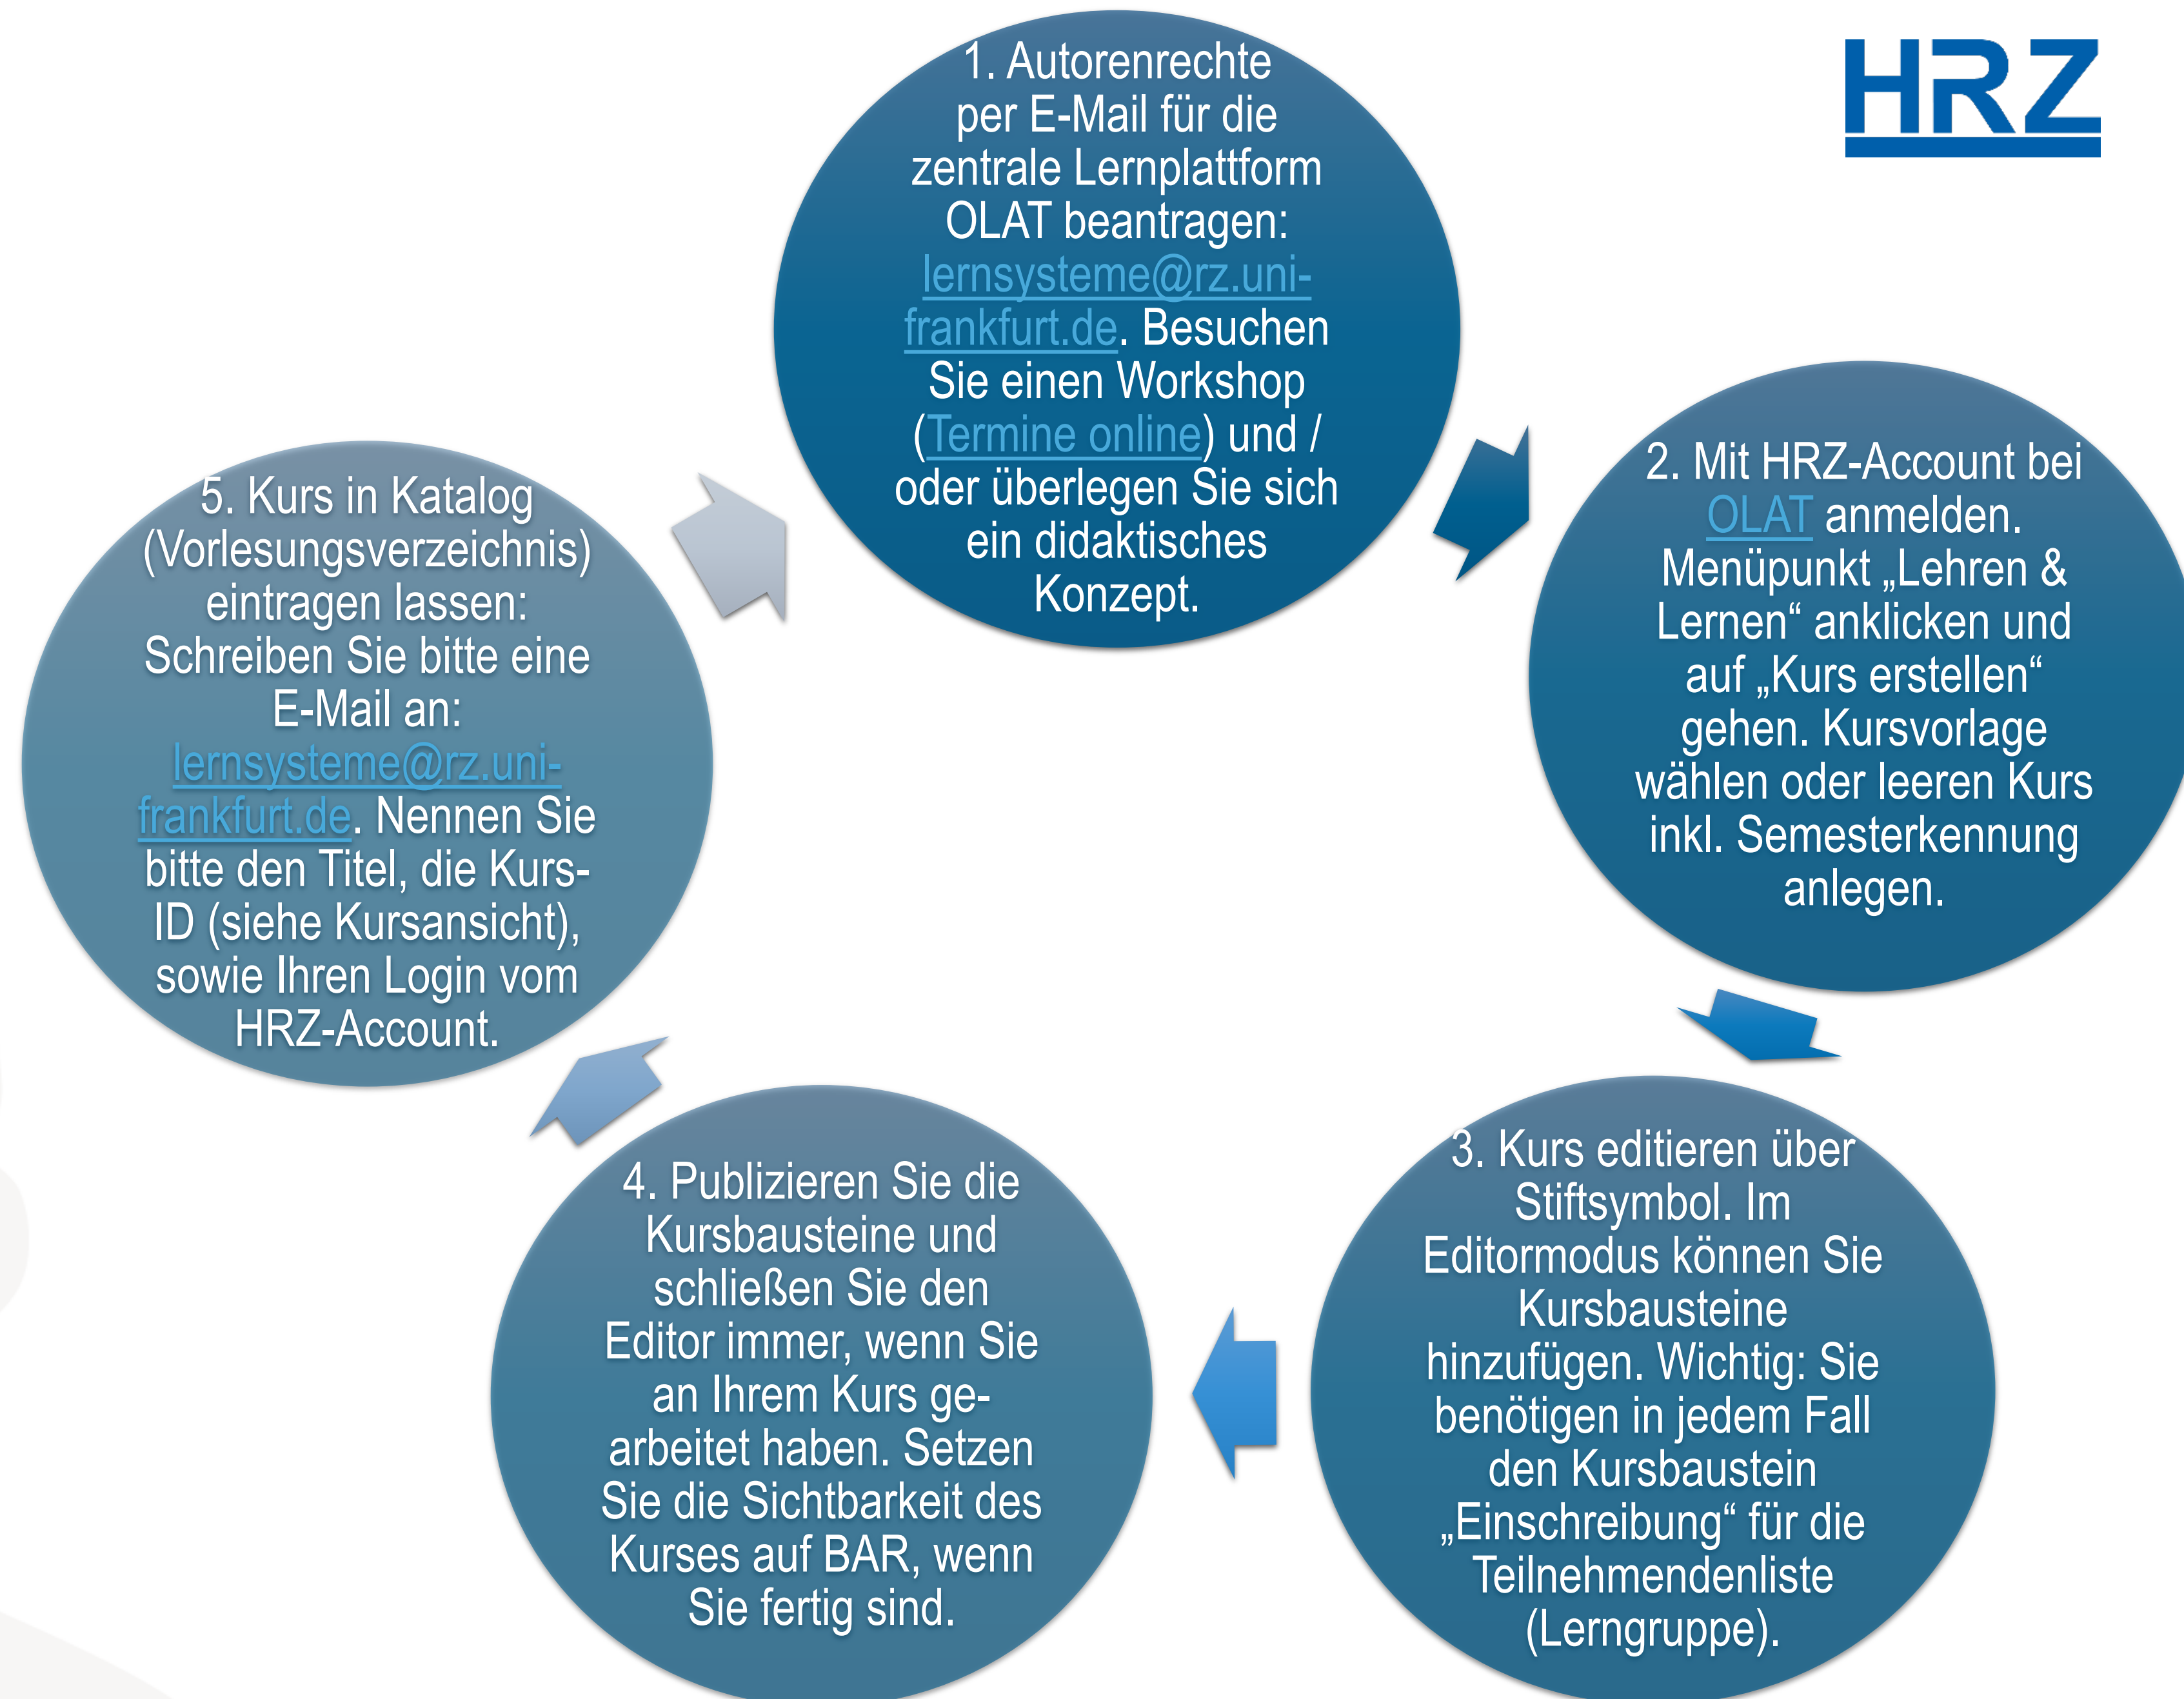 HRZ
1. Autorenrechte
per E-Mail für die
zentrale Lernplattform
OLAT beantragen:
lernsysteme@rz.uni-
frankfurt.de. Besuchen
Sie einen Workshop
(Termine online) und /
oder überlegen Sie sich
ein didaktisches
Konzept.
2. Mit HRZ-Account bei
OLAT anmelden.
Menüpunkt „Lehren &
Lernen“ anklicken und
auf „Kurs erstellen“
gehen. Kursvorlage
wählen oder leeren Kurs
inkl. Semesterkennung
anlegen.
3. Kurs editieren über
Stiftsymbol. Im
Editormodus können Sie
Kursbausteine
hinzufügen. Wichtig: Sie
benötigen in jedem Fall
den Kursbaustein
„Einschreibung“ für die
Teilnehmendenliste
(Lerngruppe).
4. Publizieren Sie die
Kursbausteine und
schließen Sie den
Editor immer, wenn Sie
an Ihrem Kurs ge-
arbeitet haben. Setzen
Sie die Sichtbarkeit des
Kurses auf BAR, wenn
Sie fertig sind.
5. Kurs in Katalog
(Vorlesungsverzeichnis)
eintragen lassen:
Schreiben Sie bitte eine
E-Mail an:
lernsysteme@rz.uni-
frankfurt.de. Nennen Sie
bitte den Titel, die Kurs-
ID (siehe Kursansicht),
sowie Ihren Login vom
HRZ-Account.